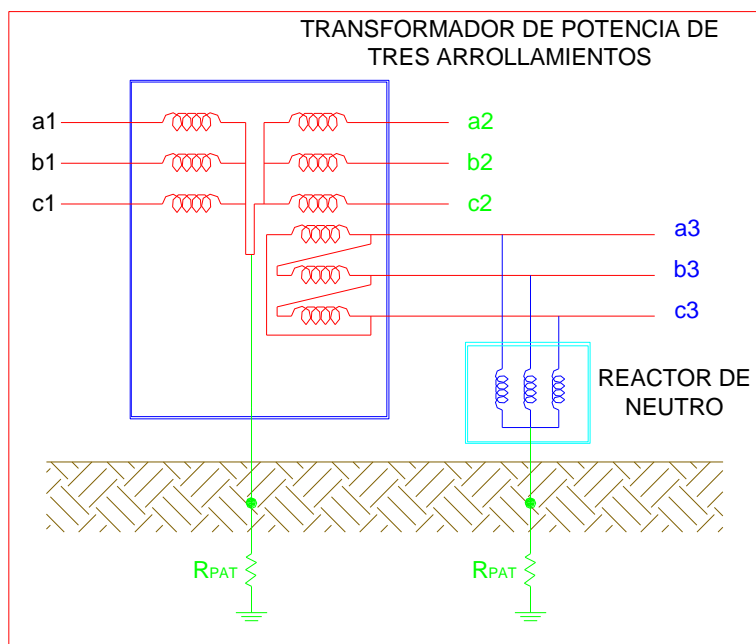 TRANSFORMADOR DE POTENCIA DE
TRES ARROLLAMIENTOS
a1
b1
c1
a2
b2
c2
a3
b3
c3
REACTOR DE
NEUTRO
RPAT
RPAT